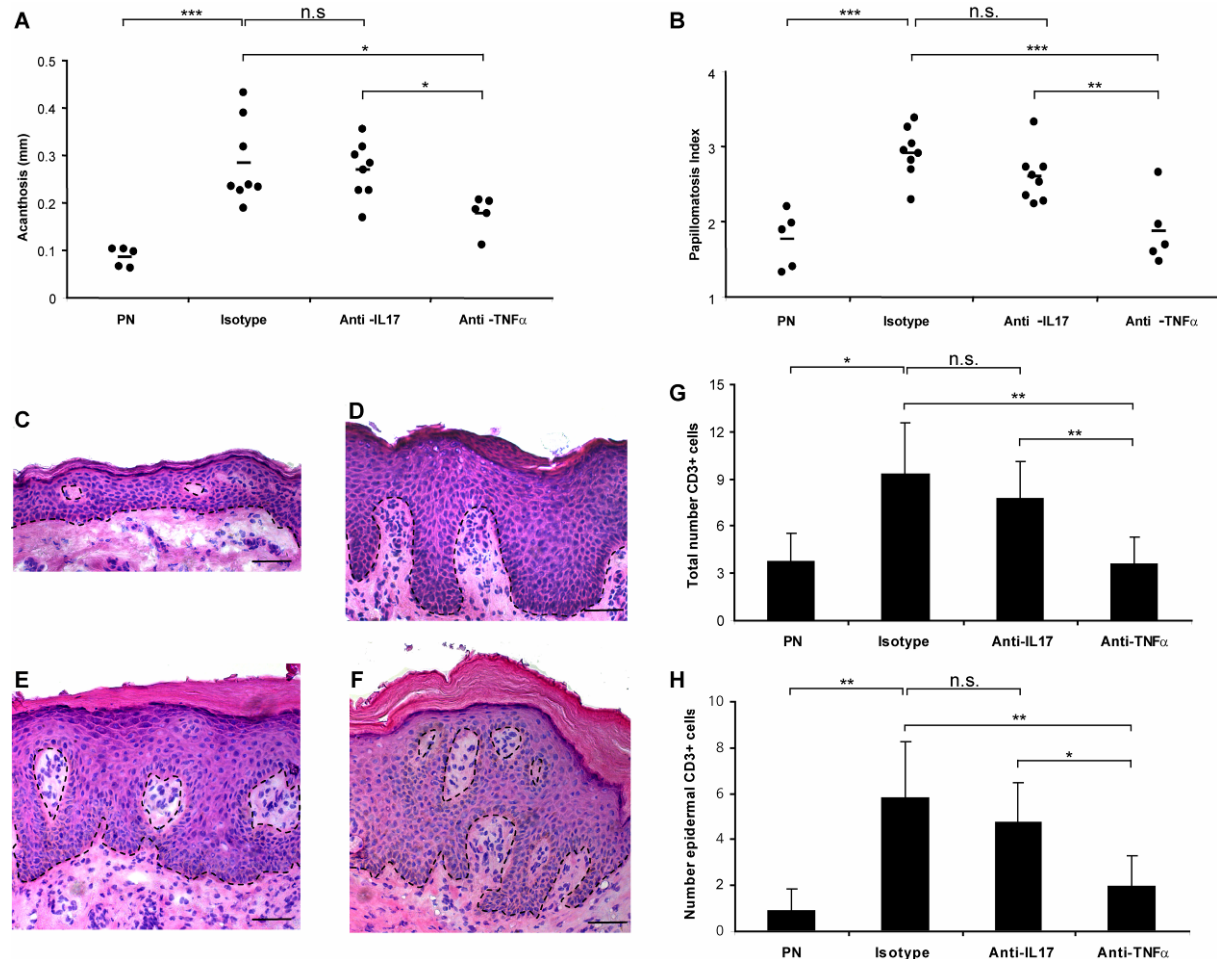 A
*** n.s
*
*
Acanthosis (mm)
0.5
0.4
0.3
0.2
0.1
0
PN Isotype Anti -IL17 Anti -TNFα
B
*** n.s.
***
**
Papillomatosis Index
4
3
2
1
PN Isotype Anti -IL17 Anti -TNFα
C
D
E
F
G
* n.s.
**
**
Total number CD3+ cells
15
12
9
6
3
0
PN Isotype Anti-IL17 Anti-TNFα
H
** n.s.
**
*
Number epidermal CD3+ cells
10
8
6
4
2
0
PN Isotype Anti-IL17 Anti-TNFα